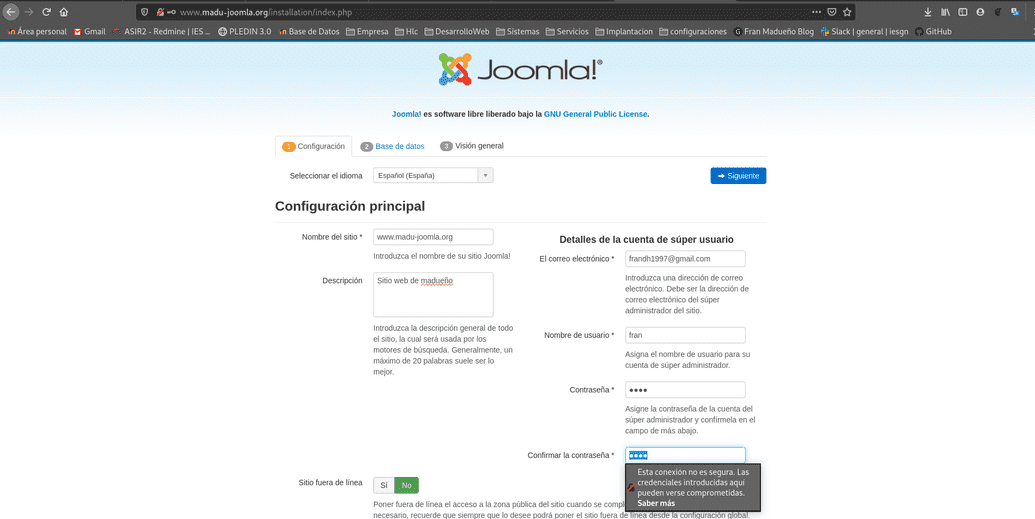 www.madu-joomla.org/installation/index.php
Área personal Gmail ASIR2 - Redmine | IES ... PLEDIN 3.0 Base de Datos Empresa Hlc DesarrolloWeb Sistemas Servicios Implantacion configuraciones Fran Madueño Blog Slack | general | iesgn GitHub
Joomla!®
Joomla! es software libre liberado bajo la GNU General Public License.
1 Configuración 2 Base de datos 3 Visión general
Seleccionar el idioma Español (España) Siguiente
Configuración principal
Nombre del sitio * www.madu-joomla.org
Introduzca el nombre de su sitio Joomla!
Descripción Sitio web de madueño
Introduzca la descripción general de todo
el sitio, la cual será usada por los
motores de búsqueda. Generalmente, un
máximo de 20 palabras suele ser lo
mejor.
Detalles de la cuenta de súper usuario
El correo electrónico * frandh1997@gmail.com
Introduzca una dirección de correo
electrónico. Debe ser la dirección de
correo electrónico del súper
administrador del sitio.
Nombre de usuario * fran
Asigna el nombre de usuario para su
cuenta de súper administrador.
Contraseña * ●●●●
Asigne la contraseña de la cuenta del
súper administrador y confírmela en el
campo de más abajo.
Confirmar la contraseña * ●●●●
Esta conexión no es segura. Las
credenciales introducidas aquí
pueden verse comprometidas.
Saber más
Sitio fuera de línea Sí No
Poner fuera de línea el acceso a la zona pública del sitio cuando se
necesario, recuerde que siempre que lo desee podrá poner el sitio fuera de línea desde la configuración global.